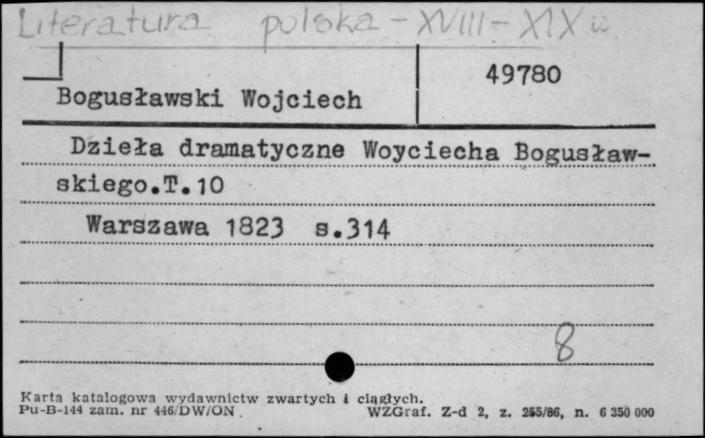 Literatura polska - XVIII - XIX w
49780
Bogusławski Wojciech
Dzieła dramatyczne Woyciecha Bogusław-
skiego.T.10
Warszawa 1823 s.314
8
Karta katalogowa wydawnictw zwartych i ciągłych.
Pu-B-144 zam. nr 446/DW/ON. WZGraf. Z-d 2, z. 255/86, n. 6 350 000